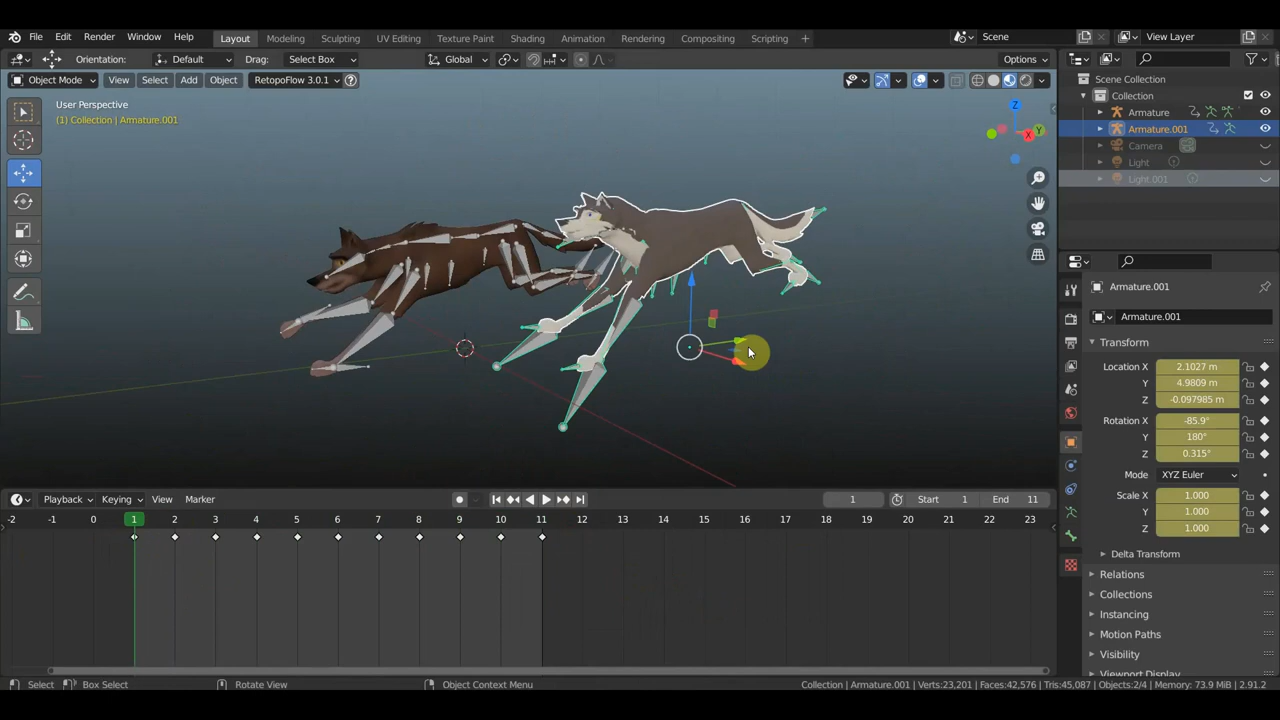 File Edit Render Window Help Layout Modeling Sculpting UV Editing Texture Paint Shading Animation Rendering Compositing Scripting + Scene View Layer
Orientation: Default Drag: Select Box Global Options
Object Mode View Select Add Object RetopoFlow 3.0.1
User Perspective
(1) Collection | Armature.001
Z
Y
X
Scene Collection
Collection
Armature
Armature.001
Camera
Light
Light.001
Armature.001
Armature.001
Transform
Location X 2.1027 m
Y 4.9809 m
Z -0.097985 m
Rotation X -85.9°
Y 180°
Z 0.315°
Mode XYZ Euler
Scale X 1.000
Y 1.000
Z 1.000
Delta Transform
Relations
Collections
Instancing
Motion Paths
Visibility
Viewport Display
Playback Keying View Marker 1 Start 1 End 11
-2 -1 0 1 2 3 4 5 6 7 8 9 10 11 12 13 14 15 16 17 18 19 20 21 22 23
Select Box Select Rotate View Object Context Menu Collection | Armature.001 | Verts:23,201 | Faces:42,576 | Tris:45,087 | Objects:2/4 | Memory: 73.9 MiB | 2.91.2